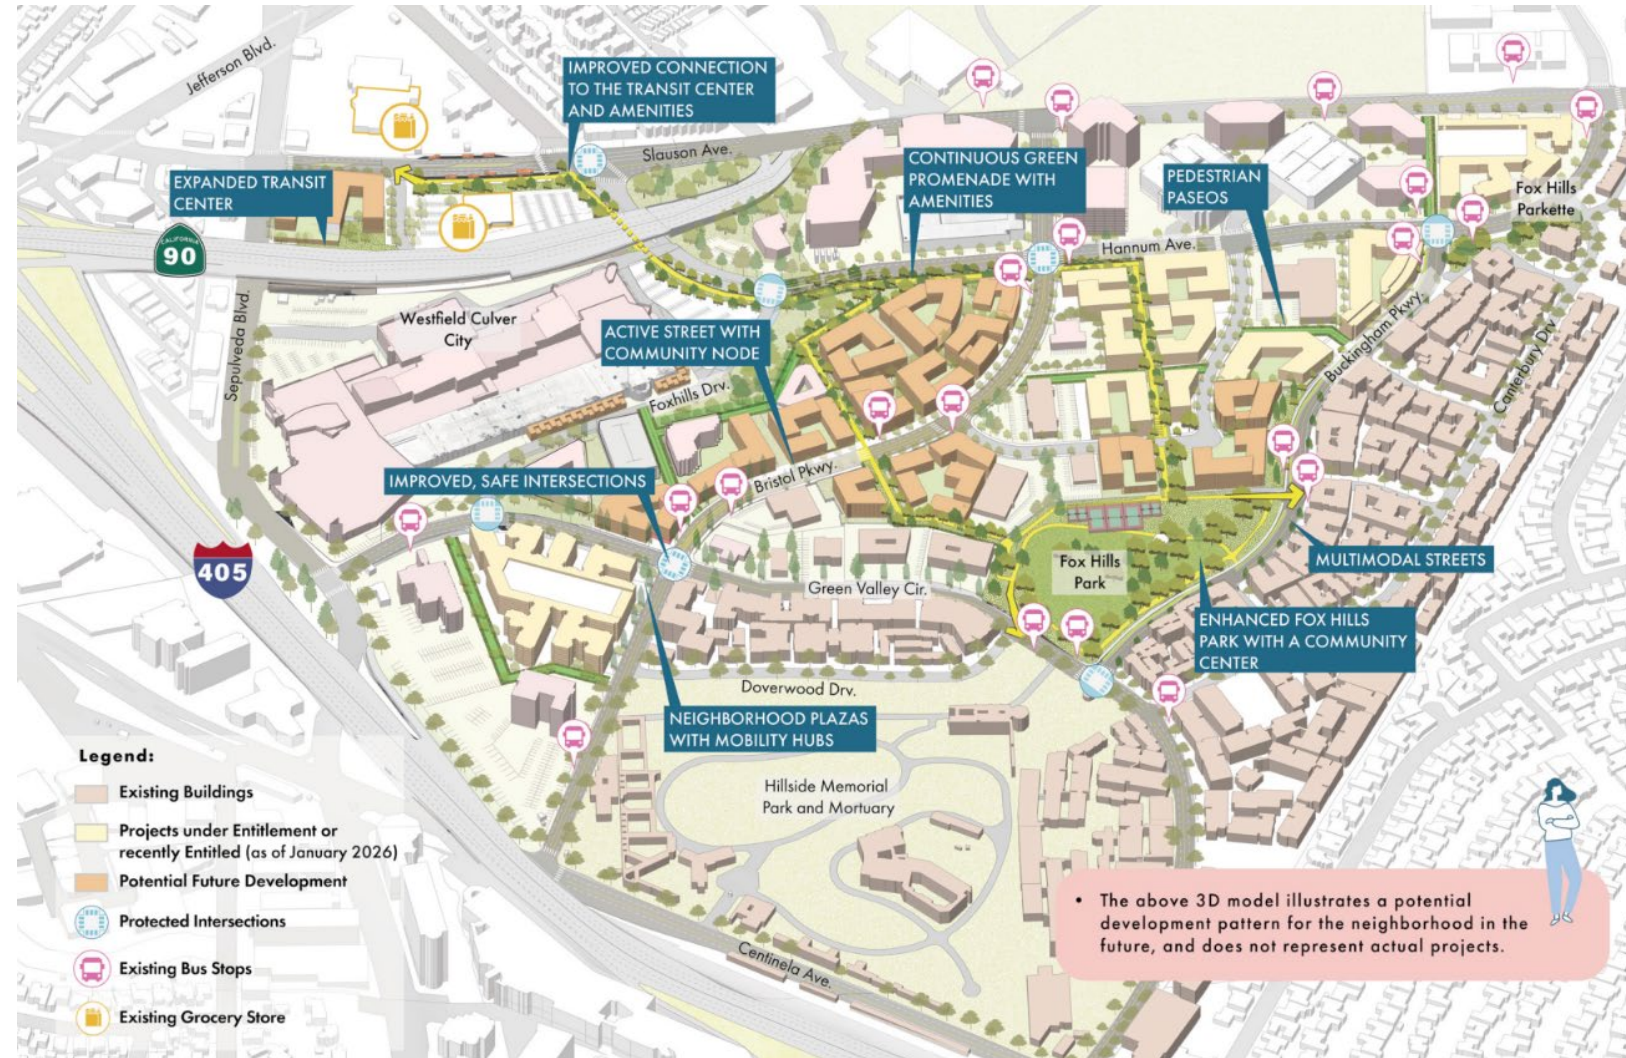 Jefferson Blvd.
IMPROVED CONNECTION
TO THE TRANSIT CENTER
AND AMENITIES
Slauson Ave.
EXPANDED TRANSIT
CENTER
CALIFORNIA
90
CONTINUOUS GREEN
PROMENADE WITH
AMENITIES
PEDESTRIAN
PASEOS
Fox Hills
Parkette
Hannum Ave.
Sepulveda Blvd.
Westfield Culver
City
ACTIVE STREET WITH
COMMUNITY NODE
Foxhills Drv.
Buckingham Pkwy.
Canterbury Drv.
IMPROVED, SAFE INTERSECTIONS
Bristol Pkwy.
405
Green Valley Cir.
Fox Hills
Park
MULTIMODAL STREETS
ENHANCED FOX HILLS
PARK WITH A COMMUNITY
CENTER
Doverwood Drv.
NEIGHBORHOOD PLAZAS
WITH MOBILITY HUBS
Hillside Memorial
Park and Mortuary
Centinela Ave.
Legend:
Existing Buildings
Projects under Entitlement or
recently Entitled (as of January 2026)
Potential Future Development
Protected Intersections
Existing Bus Stops
Existing Grocery Store
• The above 3D model illustrates a potential
development pattern for the neighborhood in the
future, and does not represent actual projects.